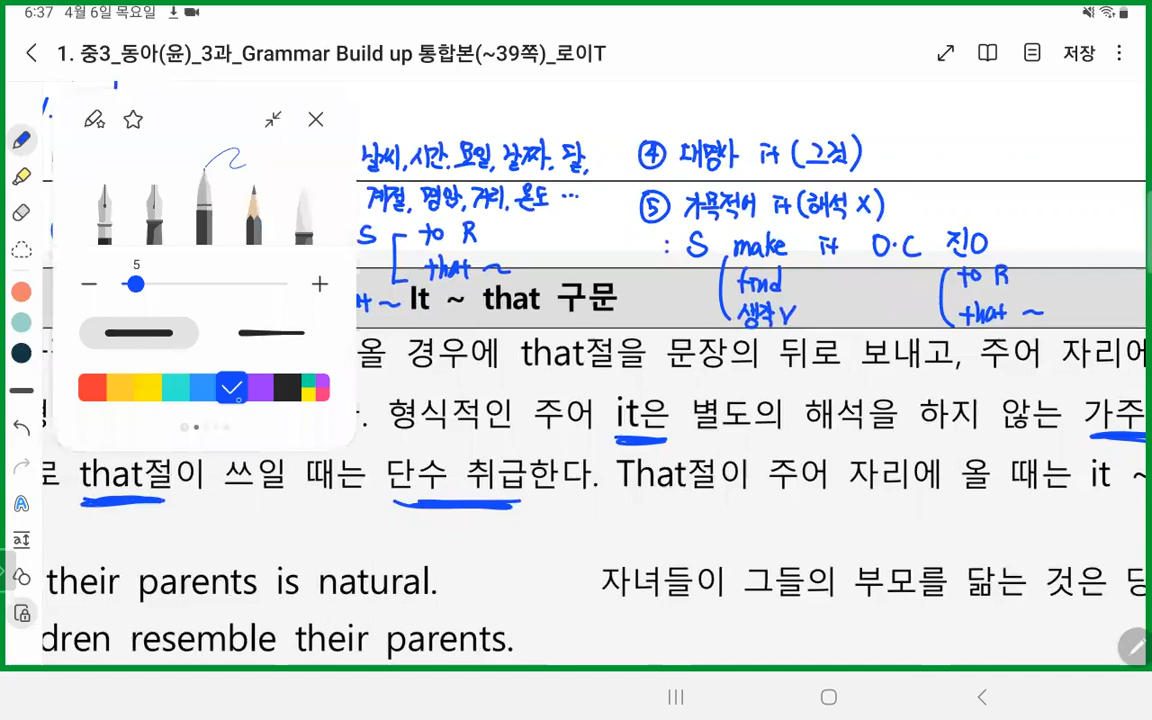 6:37 4월 6일 목요일
1. 중3_동아(윤)_3과_Grammar Build up 통합본(~39쪽)_로이T
저장
날씨, 시간, 요일, 날짜, 달,
계절, 명암, 거리, 온도 …
S to R
that ~
④ 대명사 it (그것)
⑤ 가목적어 it (해석 X)
: S make it O·C 진O
find to R
생각V that ~
It ~ that 구문
5
올 경우에 that절을 문장의 뒤로 보내고, 주어 자리에
. 형식적인 주어 it은 별도의 해석을 하지 않는 가주
로 that절이 쓰일 때는 단수 취급한다. That절이 주어 자리에 올 때는 it ~
their parents is natural. 자녀들이 그들의 부모를 닮는 것은 당
dren resemble their parents.